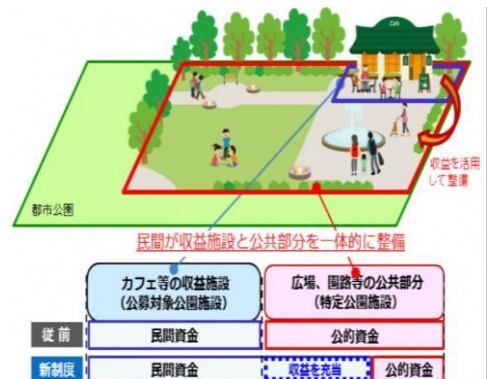 Cafe
収益を活用
して整備
都市公園
民間が収益施設と公共部分を一体的に整備
カフェ等の収益施設
（公募対象公園施設）
広場、園路等の公共部分
（特定公園施設）
従前
民間資金
公的資金
新制度
民間資金
収益を充当
公的資金